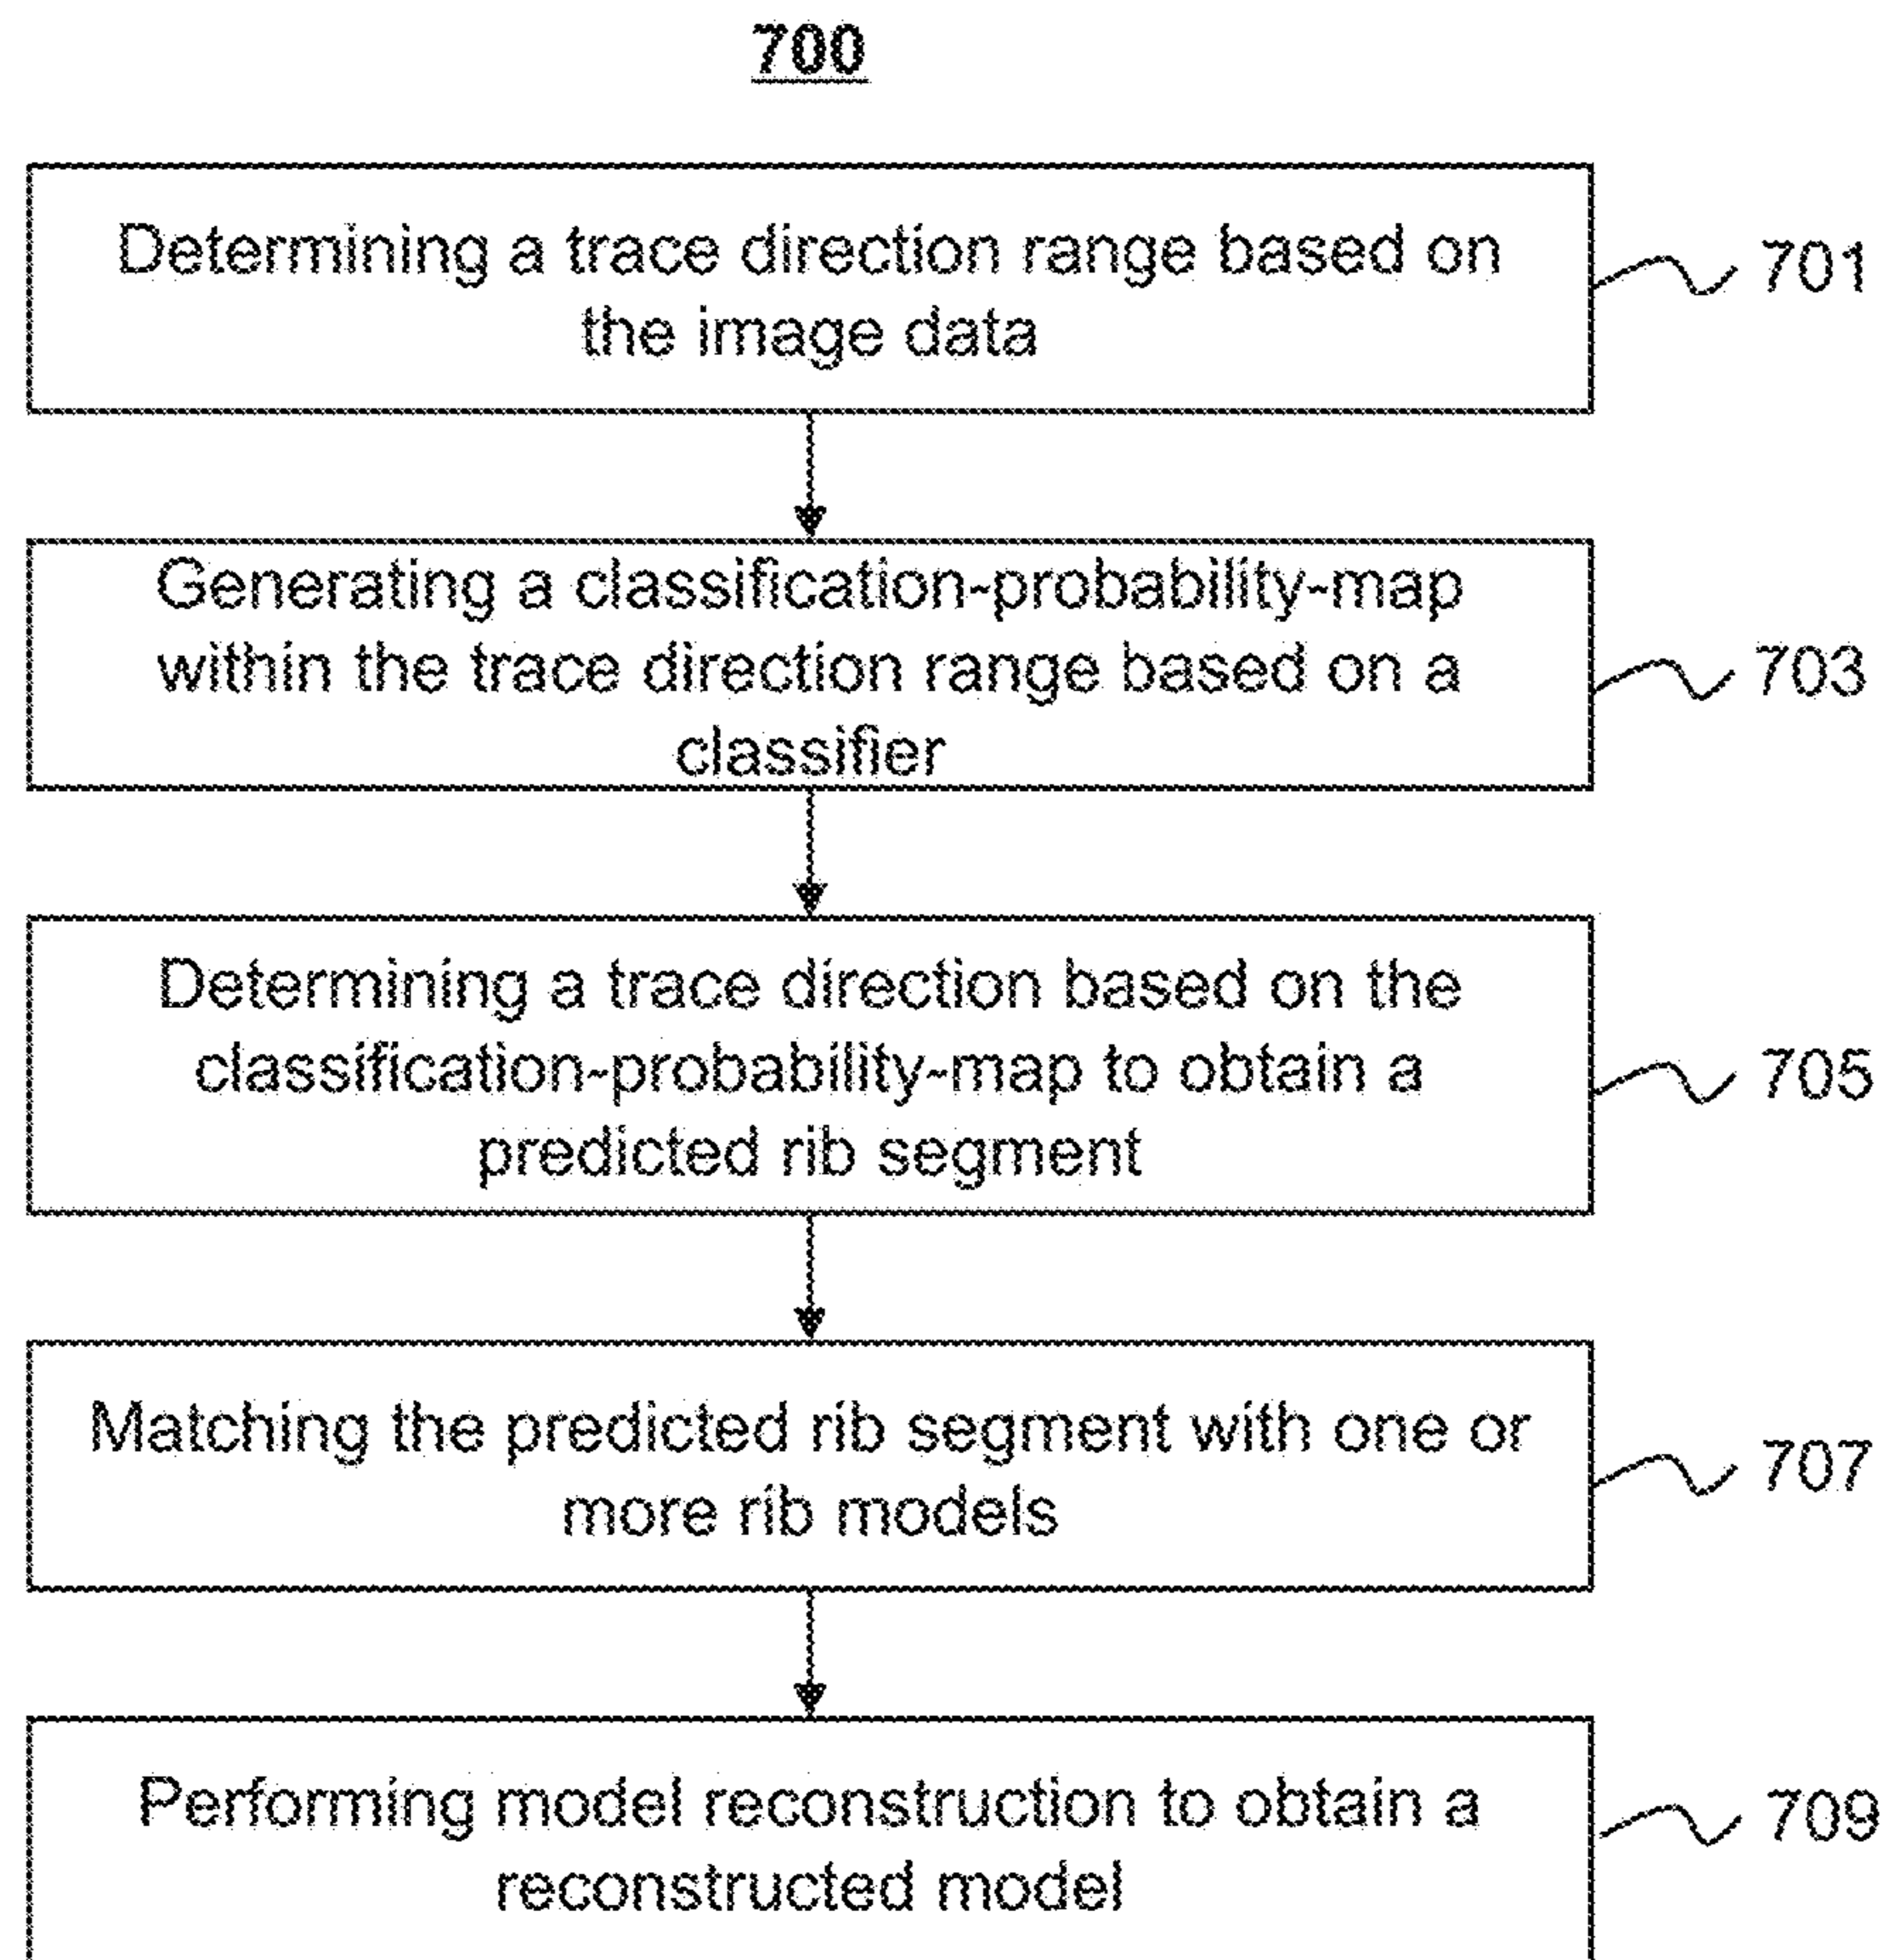 700
Determining a trace direction range based on
the image data
701
Generating a classification-probability-map
within the trace direction range based on a
classifier
703
Determining a trace direction based on the
classification-probability-map to obtain a
predicted rib segment
705
Matching the predicted rib segment with one or
more rib models
707
Performing model reconstruction to obtain a
reconstructed model
709